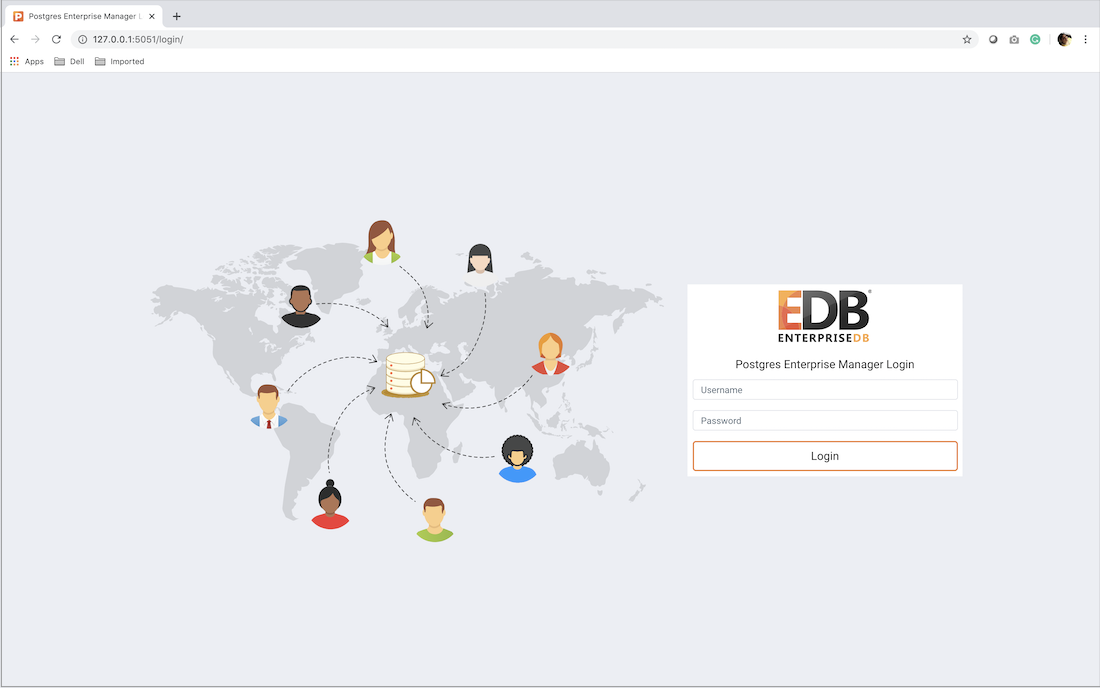 Postgres Enterprise Manager L
127.0.0.1:5051/login/
Apps Dell Imported
EDB®
ENTERPRISEDB
Postgres Enterprise Manager Login
Username
Password
Login